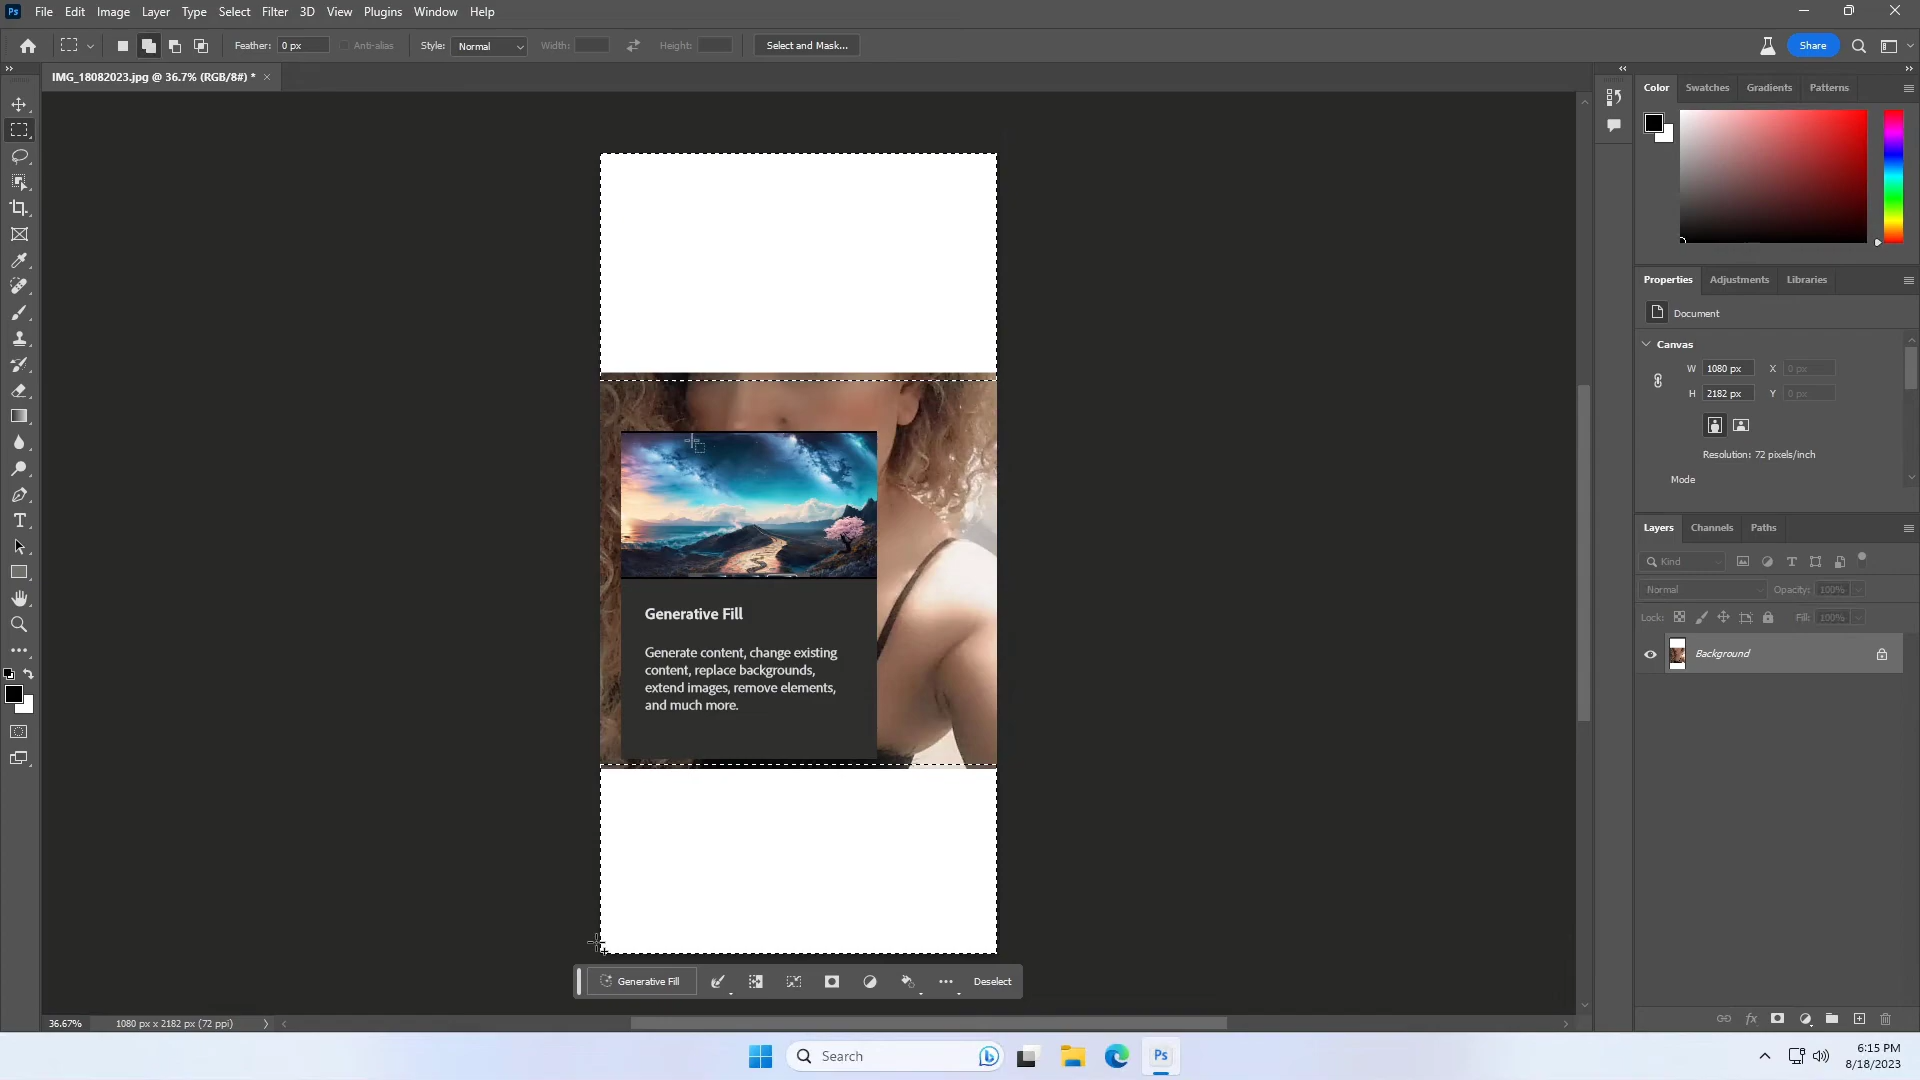 Ps
File Edit Image Layer Type Select Filter 3D View Plugins Window Help
Feather: 0 px Anti-alias Style: Normal Width: Height: Select and Mask... Share
IMG_18082023.jpg @ 36.7% (RGB/8#) * ×
Color Swatches Gradients Patterns
Properties Adjustments Libraries
Document
Canvas
W 1080 px X 0 px
H 2182 px Y 0 px
Resolution: 72 pixels/inch
Mode
Layers Channels Paths
Kind
Normal Opacity: 100%
Lock: Fill: 100%
Background
Generative Fill
Generate content, change existing
content, replace backgrounds,
extend images, remove elements,
and much more.
Generative Fill Deselect
36.67% 1080 px x 2182 px (72 ppi)
Search
Ps
6:15 PM
8/18/2023